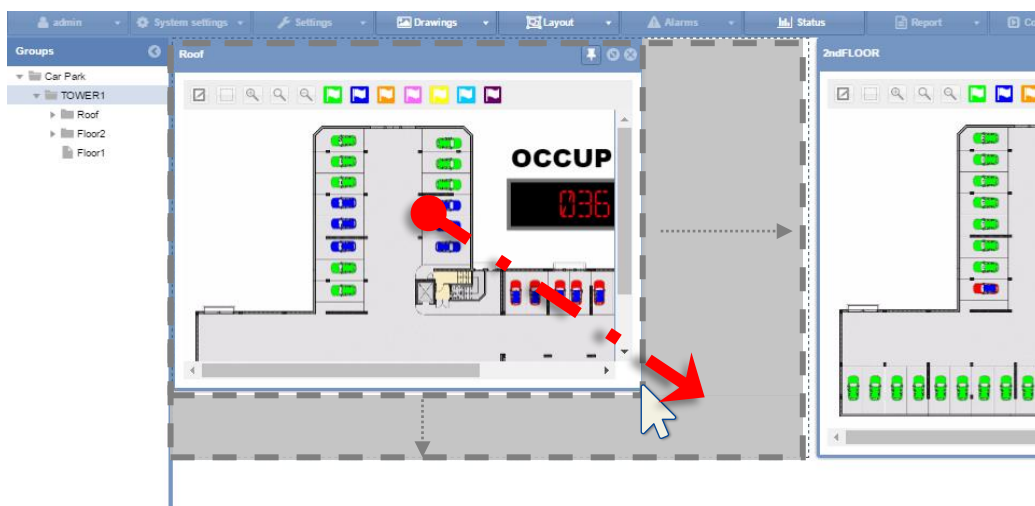 admin System settings Settings Drawings Layout Alarms Status Report
Groups
Car Park
TOWER1
Roof
Floor2
Floor1
Roof
OCCUP
036
2ndFLOOR